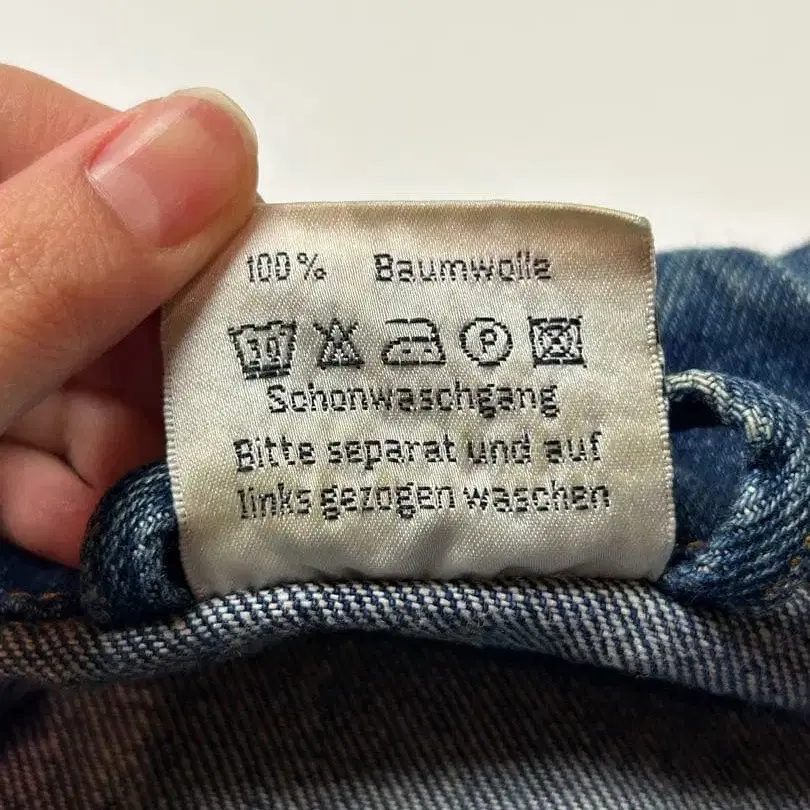 100% Baumwolle
30 P
Schonwaschgang
Bitte separat und auf
links gezogen waschen